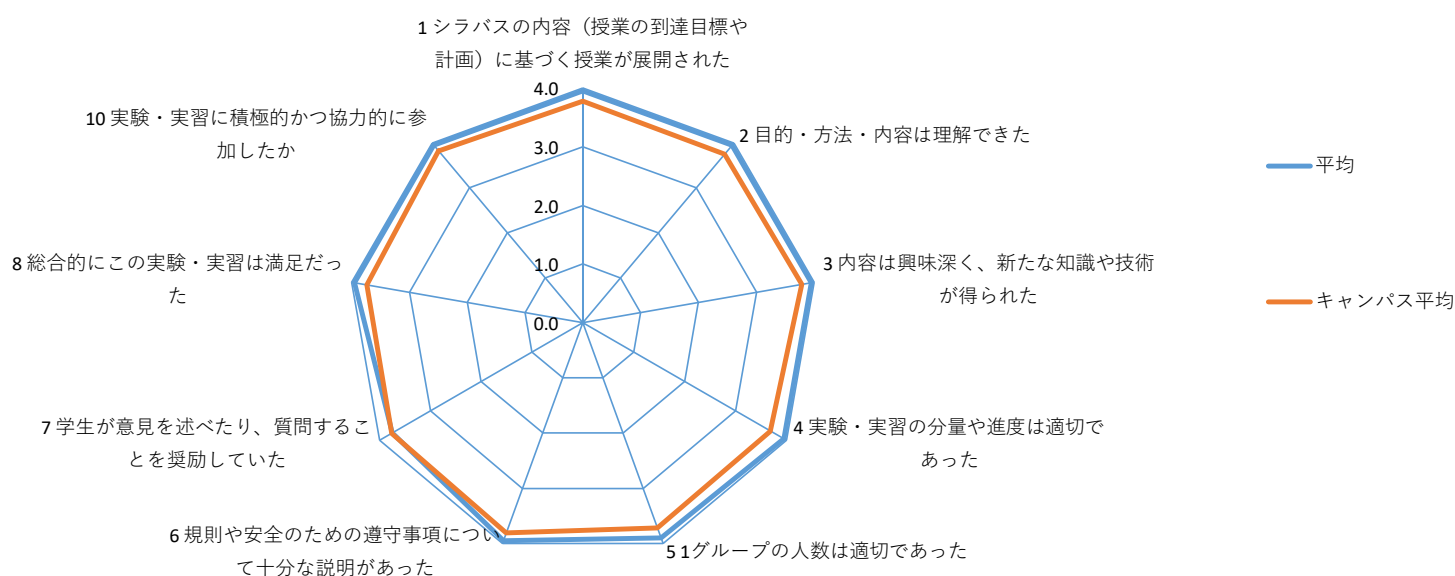 1 シラバスの内容（授業の到達目標や
計画）に基づく授業が展開された
2 目的・方法・内容は理解できた
3 内容は興味深く、新たな知識や技術
が得られた
4 実験・実習の分量や進度は適切で
あった
5 1グループの人数は適切であった
6 規則や安全のための遵守事項につい
て十分な説明があった
7 学生が意見を述べたり、質問するこ
とを奨励していた
8 総合的にこの実験・実習は満足だっ
た
10 実験・実習に積極的かつ協力的に参
加したか
4.0
3.0
2.0
1.0
0.0
平均
キャンパス平均